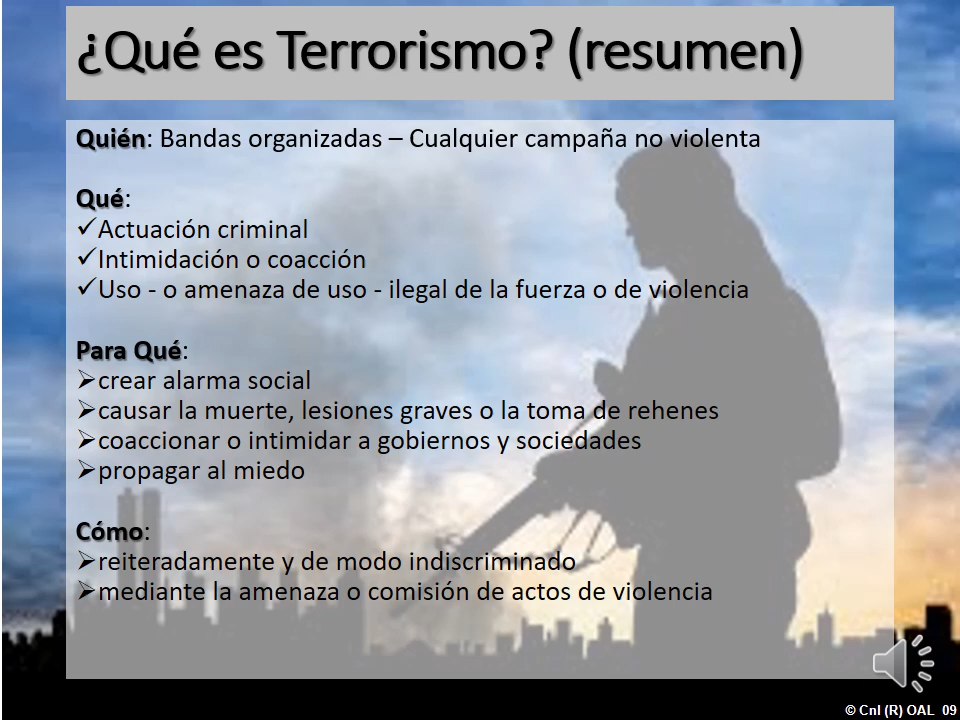 ¿Qué es Terrorismo? (resumen)
Quién: Bandas organizadas – Cualquier campaña no violenta
Qué:
✓Actuación criminal
✓Intimidación o coacción
✓Uso - o amenaza de uso - ilegal de la fuerza o de violencia
Para Qué:
➢crear alarma social
➢causar la muerte, lesiones graves o la toma de rehenes
➢coaccionar o intimidar a gobiernos y sociedades
➢propagar al miedo
Cómo:
➢reiteradamente y de modo indiscriminado
➢mediante la amenaza o comisión de actos de violencia
© Cnl (R) OAL 09